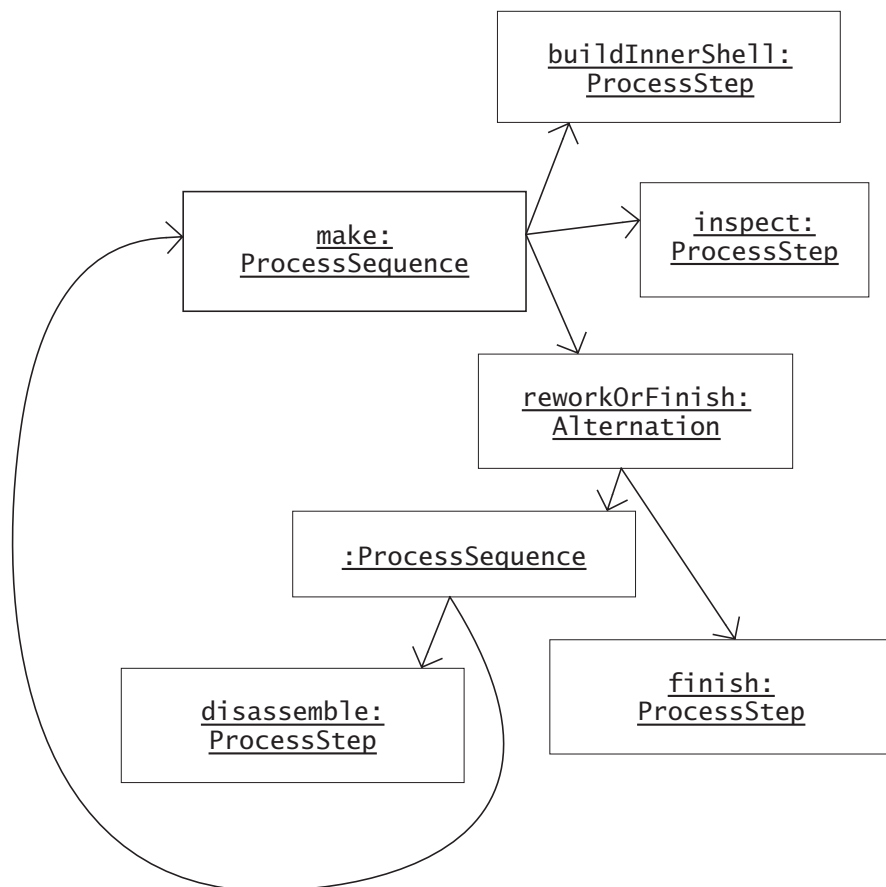 buildInnerShell:
ProcessStep
make:
ProcessSequence
inspect:
ProcessStep
reworkOrFinish:
Alternation
:ProcessSequence
disassemble:
ProcessStep
finish:
ProcessStep